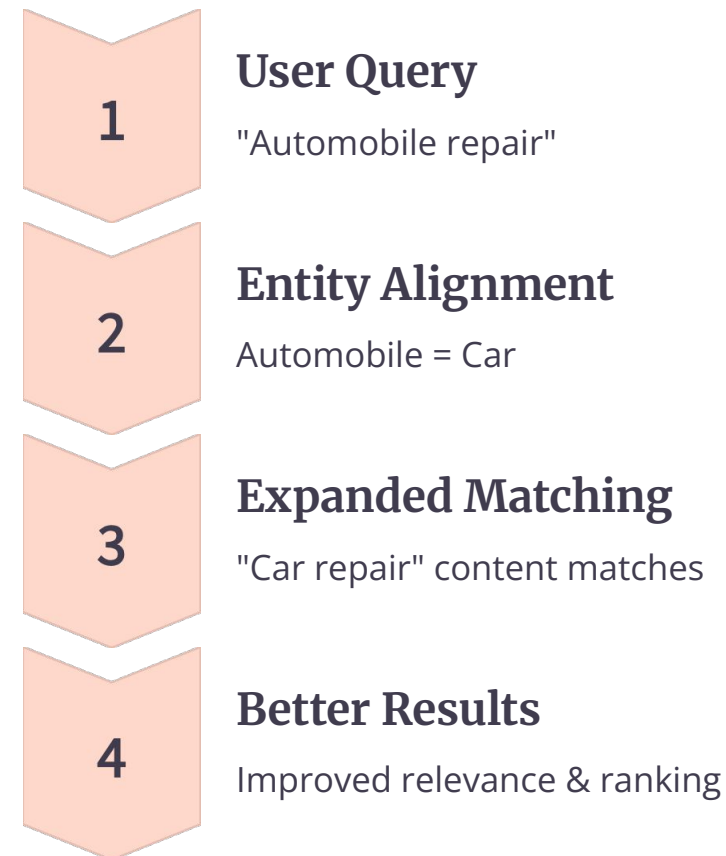 1
User Query
"Automobile repair"
2
Entity Alignment
Automobile = Car
3
Expanded Matching
"Car repair" content matches
4
Better Results
Improved relevance & ranking